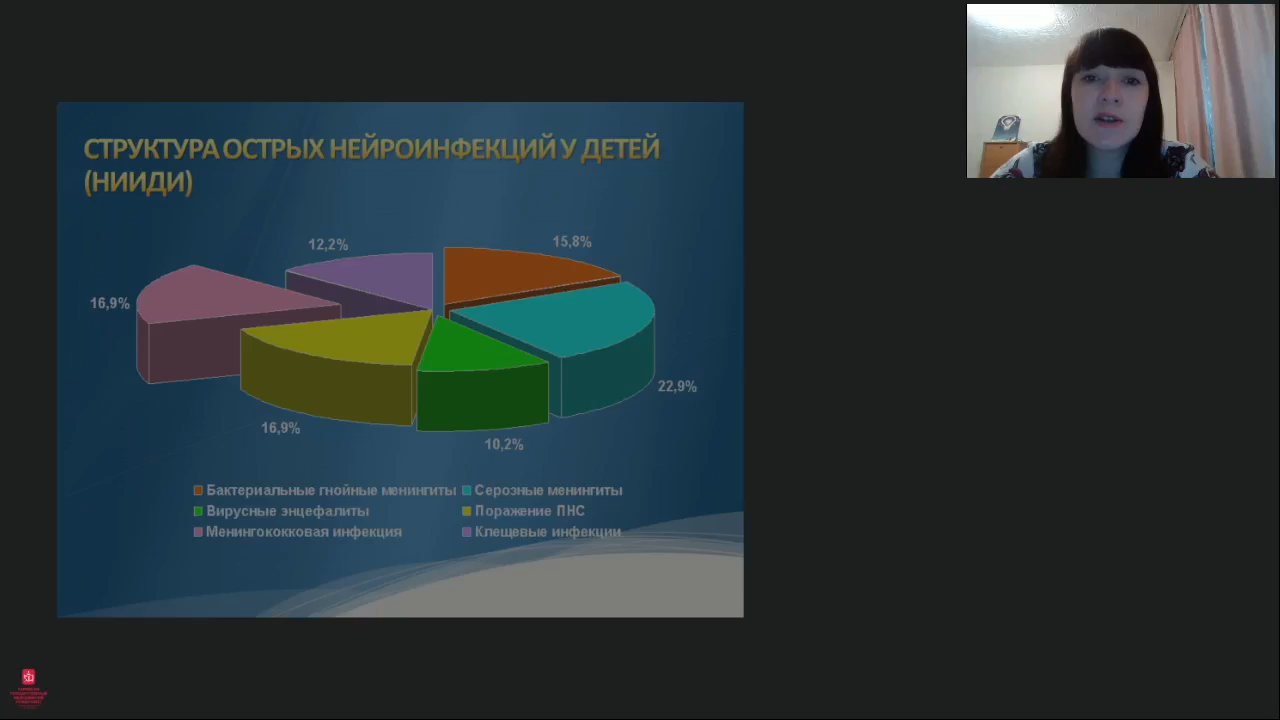 СТРУКТУРА ОСТРЫХ НЕЙРОИНФЕКЦИЙ У ДЕТЕЙ
(НИИДИ)
12,2%
15,8%
16,9%
22,9%
16,9%
10,2%
Бактериальные гнойные менингиты
Серозные менингиты
Вирусные энцефалиты
Поражение ПНС
Менингококковая инфекция
Клещевые инфекции